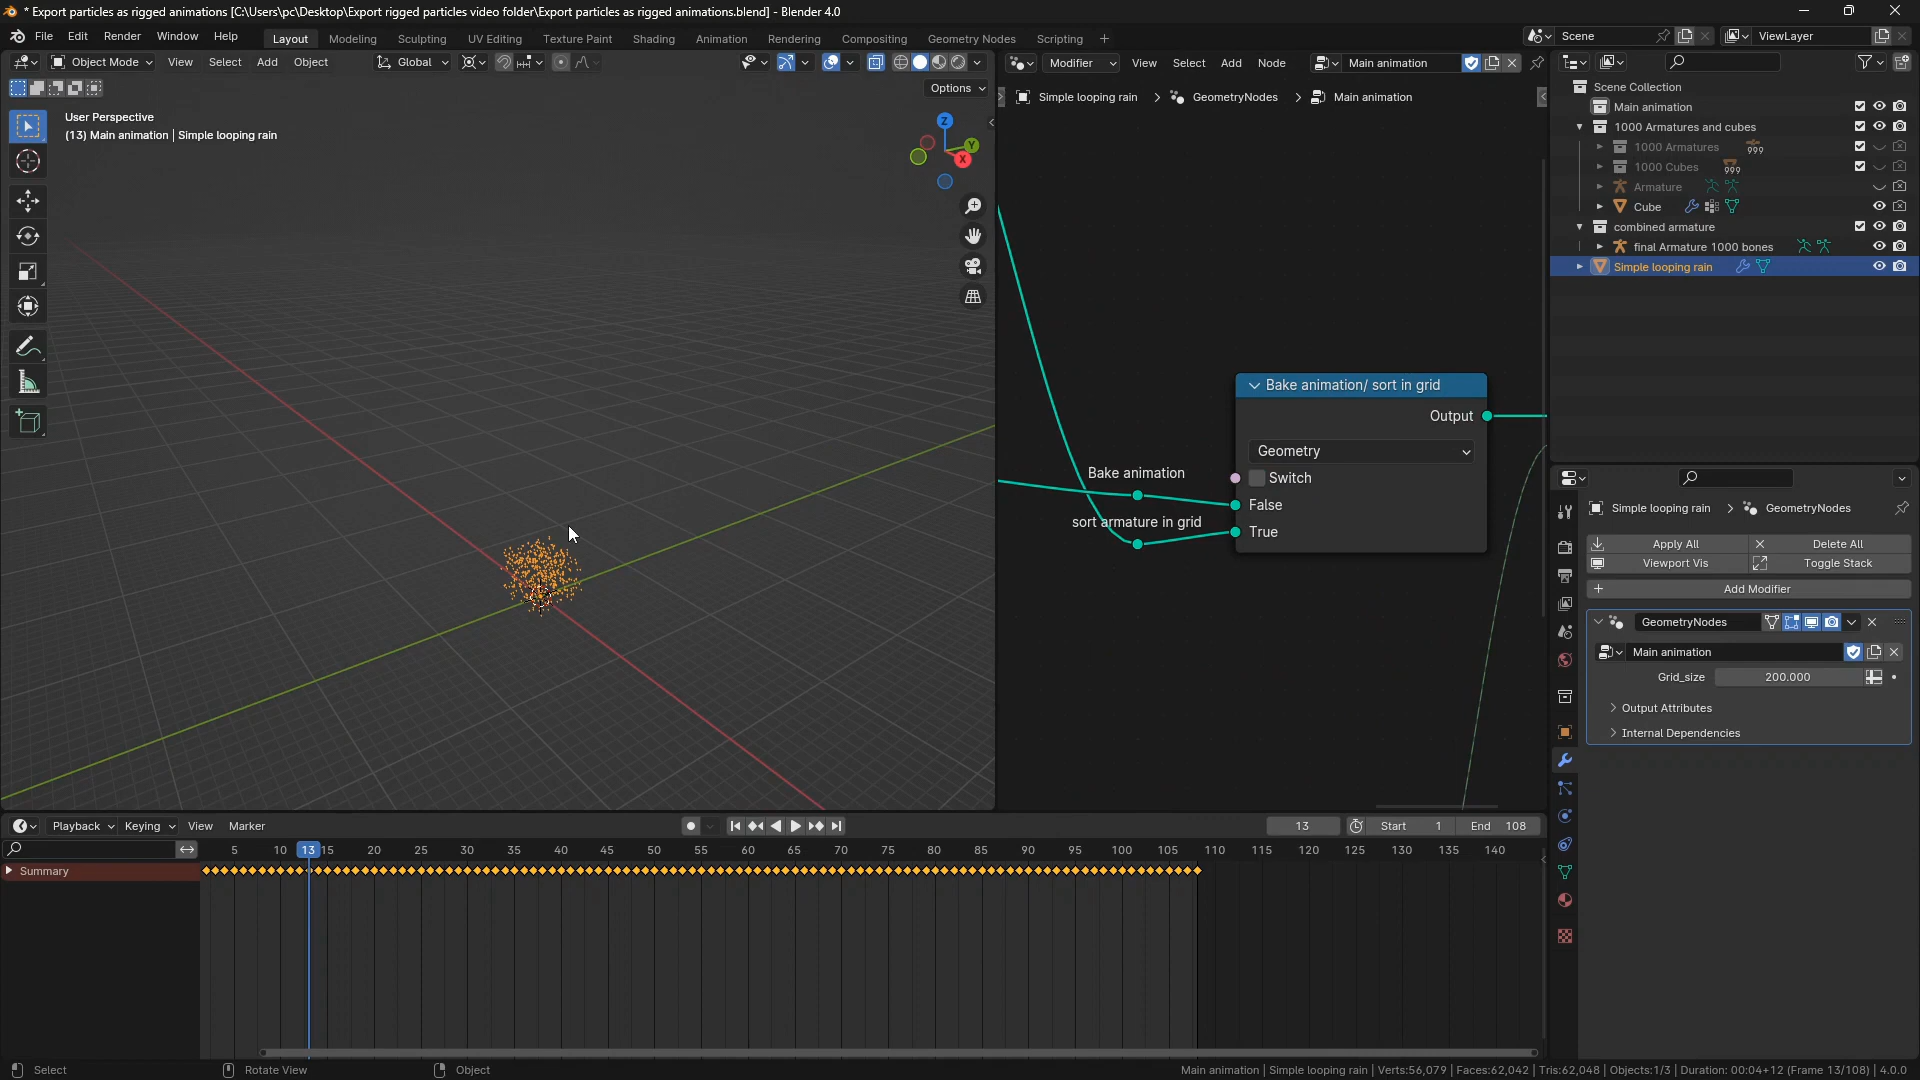 * Export particles as rigged animations [C:\Users\pc\Desktop\Export rigged particles video folder\Export particles as rigged animations.blend] - Blender 4.0
File Edit Render Window Help Layout Modeling Sculpting UV Editing Texture Paint Shading Animation Rendering Compositing Geometry Nodes Scripting + Scene ViewLayer
Object Mode View Select Add Object Global
Options
User Perspective
(13) Main animation | Simple looping rain
Z
Y
X
Modifier View Select Add Node Main animation
Simple looping rain > GeometryNodes > Main animation
Bake animation/ sort in grid
Output
Geometry
Bake animation
Switch
False
sort armature in grid
True
Scene Collection
Main animation
1000 Armatures and cubes
1000 Armatures 999
1000 Cubes 999
Armature
Cube
combined armature
final Armature 1000 bones
Simple looping rain
Simple looping rain > GeometryNodes
Apply All Delete All
Viewport Vis Toggle Stack
Add Modifier
GeometryNodes
Main animation
Grid_size 200.000
Output Attributes
Internal Dependencies
Playback Keying View Marker 13 Start 1 End 108
5 10 13 15 20 25 30 35 40 45 50 55 60 65 70 75 80 85 90 95 100 105 110 115 120 125 130 135 140
Summary
Select Rotate View Object Main animation | Simple looping rain | Verts:56,079 | Faces:62,042 | Tris:62,048 | Objects:1/3 | Duration: 00:04+12 (Frame 13/108) | 4.0.0